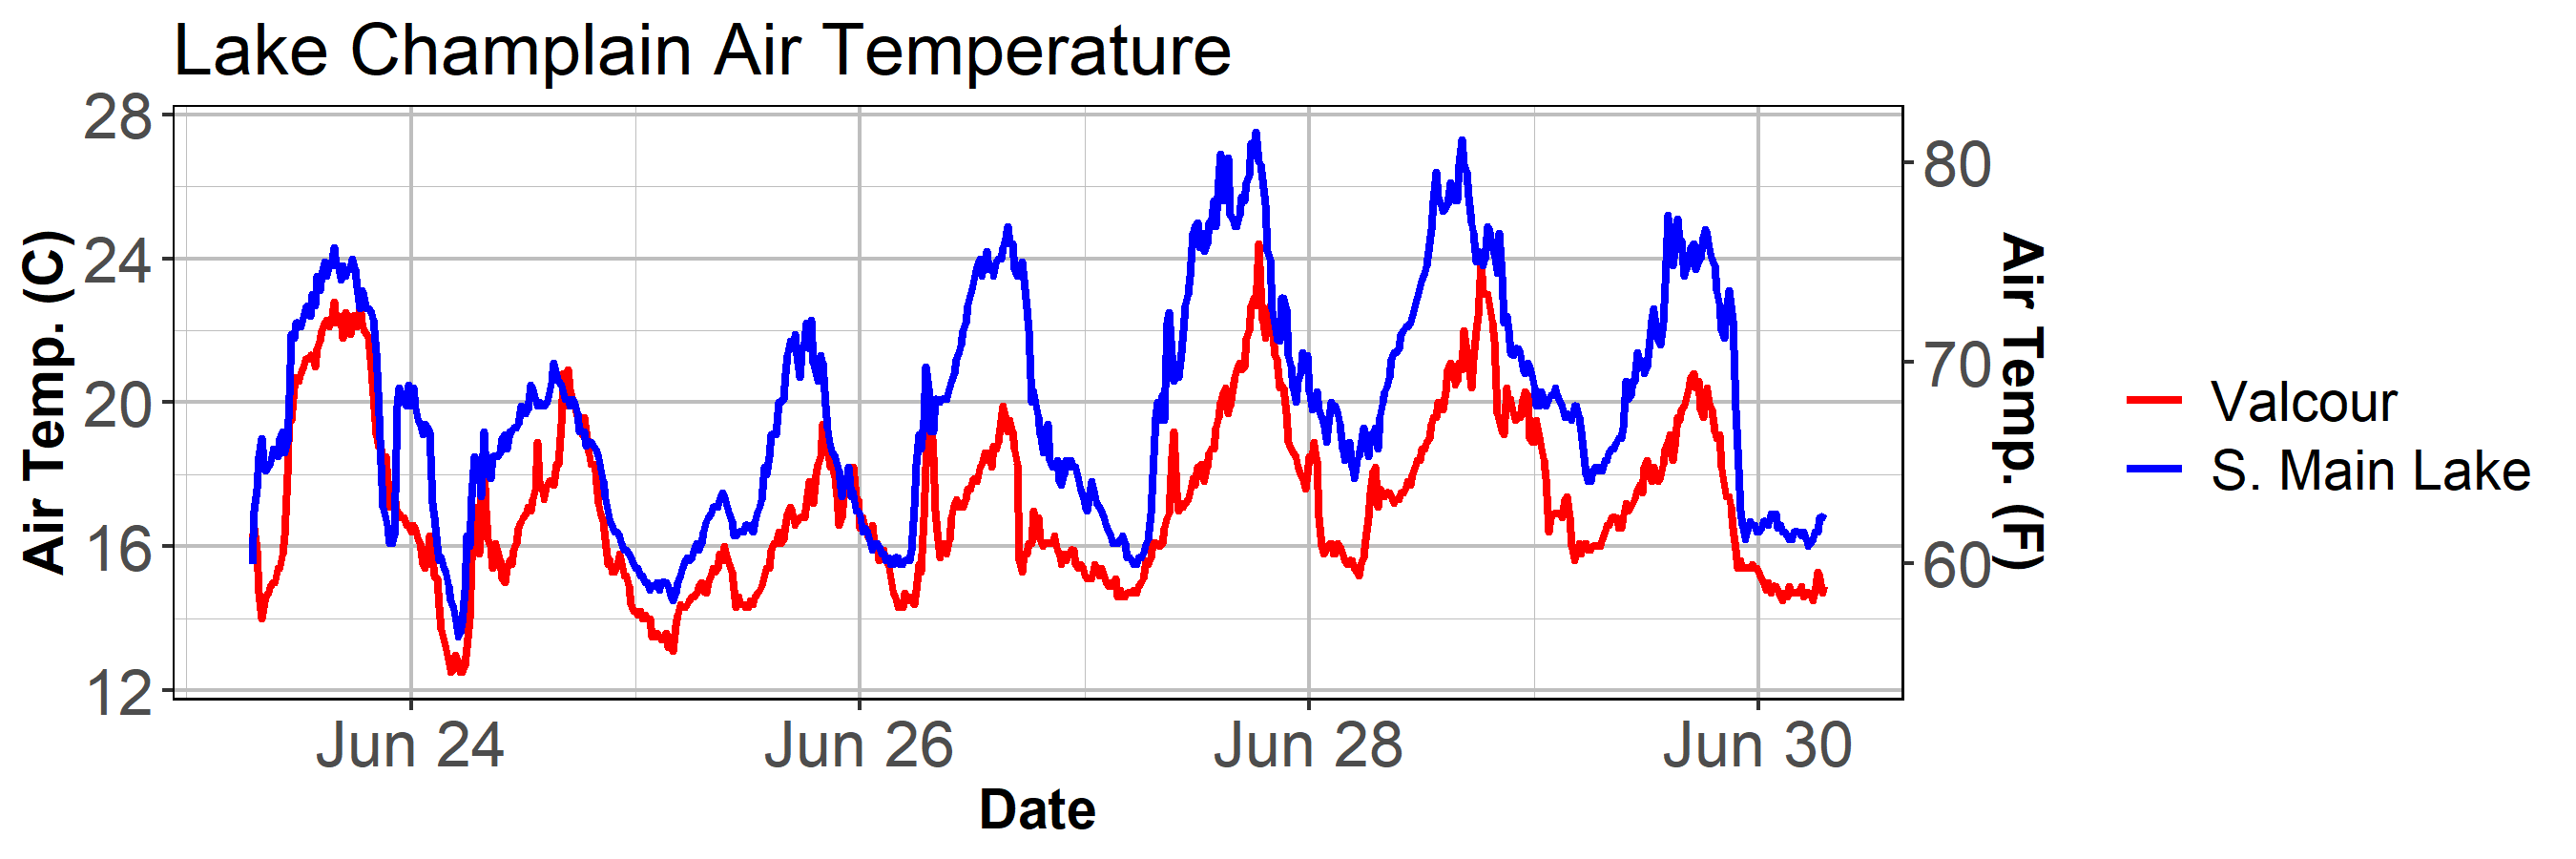 Lake Champlain Air Temperature
28
24
20
16
12
Air Temp. (C)
80
70
60
Air Temp. (F)
Jun 24
Jun 26
Jun 28
Jun 30
Date
Valcour
S. Main Lake